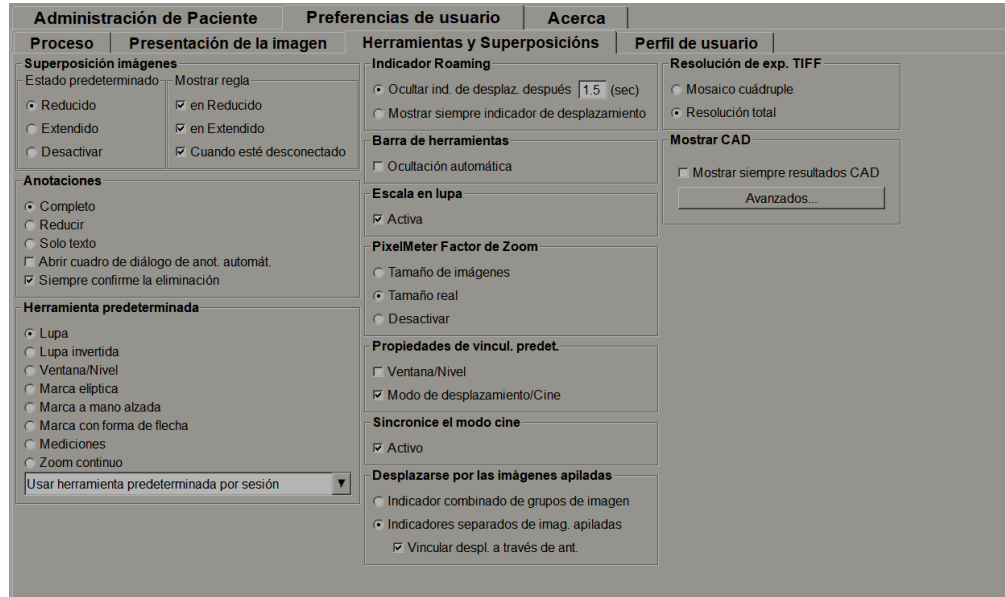 Administración de Paciente
Preferencias de usuario
Acerca
Proceso
Presentación de la imagen
Herramientas y Superposicións
Perfil de usuario
Superposición imágenes
Estado predeterminado
Reducido
Extendido
Desactivar
Mostrar regla
en Reducido
en Extendido
Cuando esté desconectado
Anotaciones
Completo
Reducir
Solo texto
Abrir cuadro de diálogo de anot. automát.
Siempre confirme la eliminación
Herramienta predeterminada
Lupa
Lupa invertida
Ventana/Nivel
Marca elíptica
Marca a mano alzada
Marca con forma de flecha
Mediciones
Zoom continuo
Usar herramienta predeterminada por sesión
Indicador Roaming
Ocultar ind. de desplaz. después 1.5 (sec)
Mostrar siempre indicador de desplazamiento
Barra de herramientas
Ocultación automática
Escala en lupa
Activa
PixelMeter Factor de Zoom
Tamaño de imágenes
Tamaño real
Desactivar
Propiedades de vincul. predet.
Ventana/Nivel
Modo de desplazamiento/Cine
Sincronice el modo cine
Activo
Desplazarse por las imágenes apiladas
Indicador combinado de grupos de imagen
Indicadores separados de imag. apiladas
Vincular despl. a través de ant.
Resolución de exp. TIFF
Mosaico cuádruple
Resolución total
Mostrar CAD
Mostrar siempre resultados CAD
Avanzados...